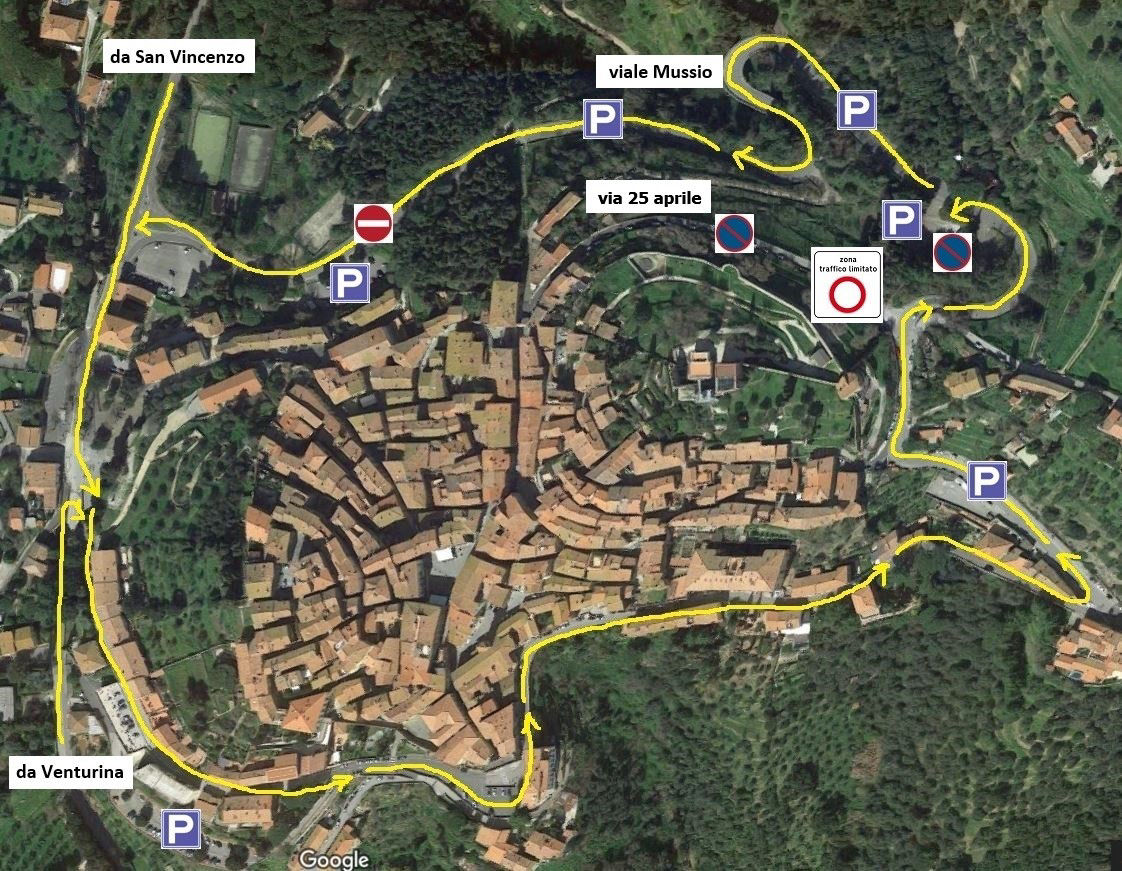 da San Vincenzo
viale Mussio
P
P
via 25 aprile
P
zona
traffico limitato
P
P
da Venturina
P
Google